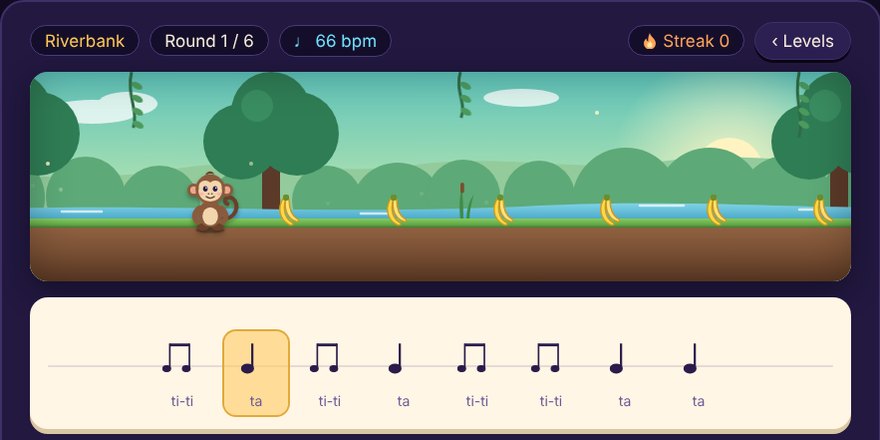 Riverbank Round 1 / 6 ♩ 66 bpm 🔥 Streak 0 ‹ Levels
ti-ti ta ti-ti ta ti-ti ti-ti ta ta